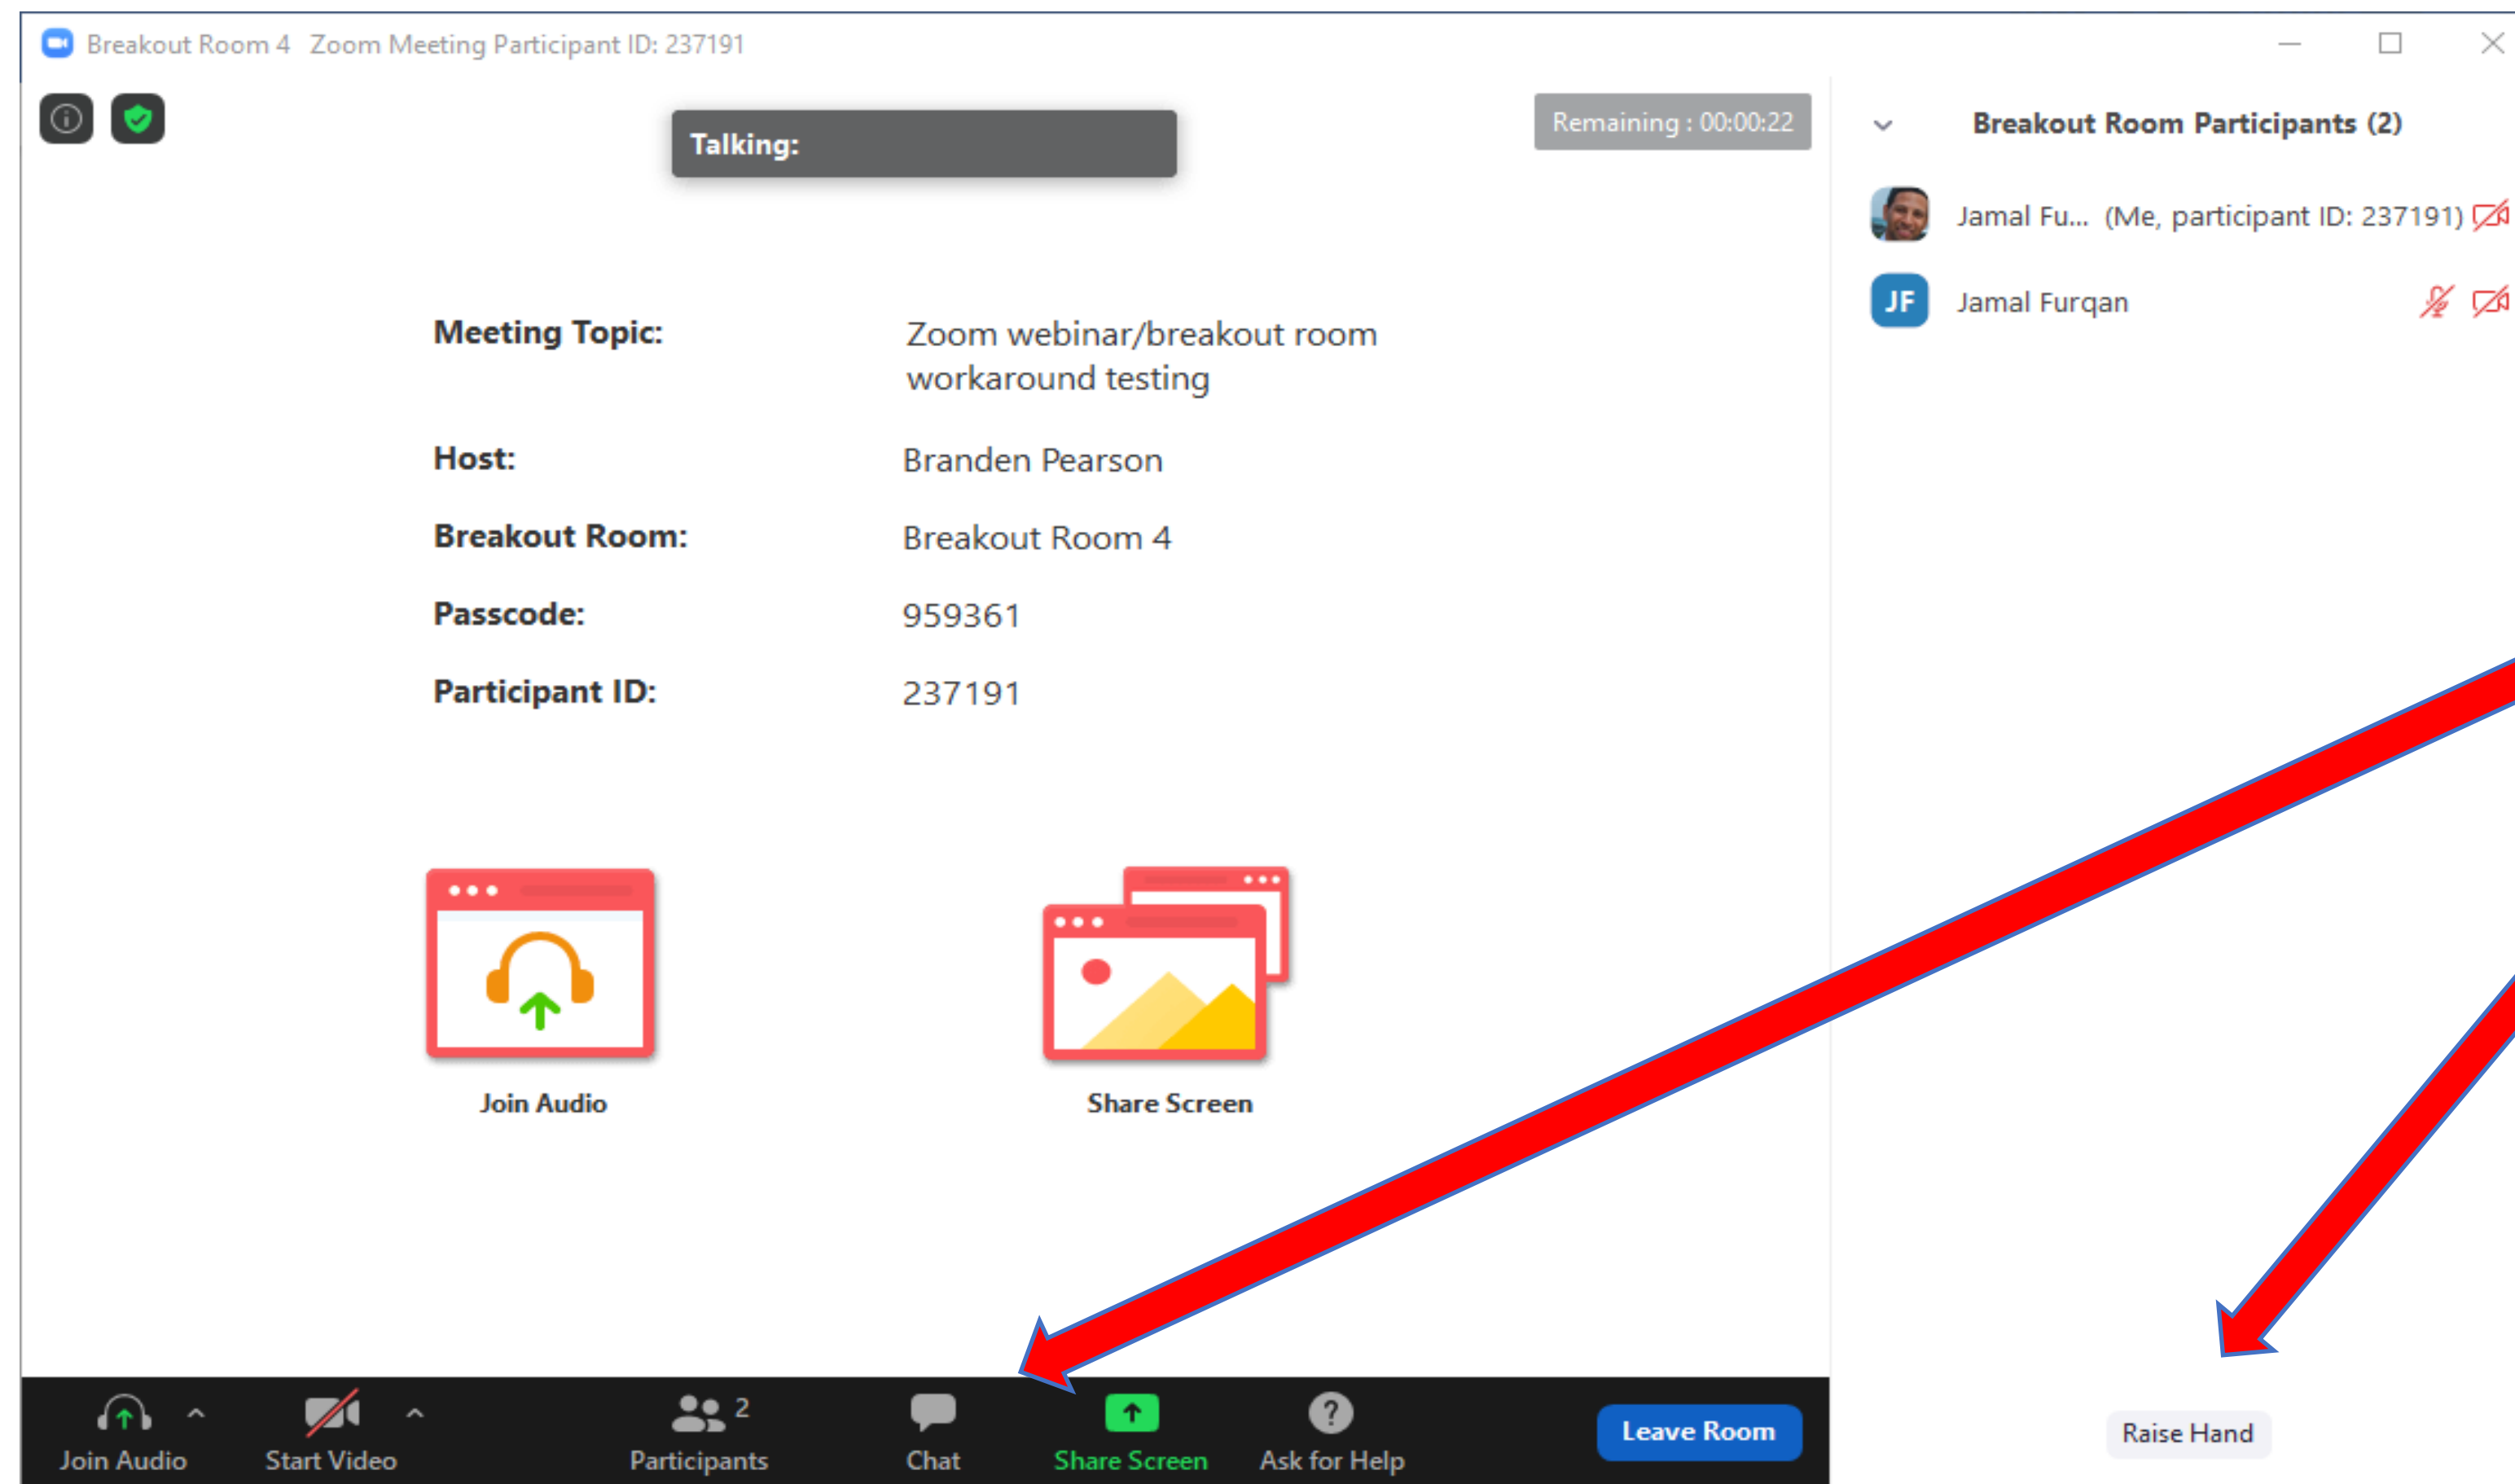 Breakout Room 4 Zoom Meeting Participant ID: 237191
Talking:
Remaining : 00:00:22
Breakout Room Participants (2)
Jamal Fu... (Me, participant ID: 237191)
JF Jamal Furqan
Meeting Topic: Zoom webinar/breakout room
workaround testing
Host: Branden Pearson
Breakout Room: Breakout Room 4
Passcode: 959361
Participant ID: 237191
Join Audio Share Screen
2
Join Audio Start Video Participants Chat Share Screen Ask for Help Leave Room Raise Hand